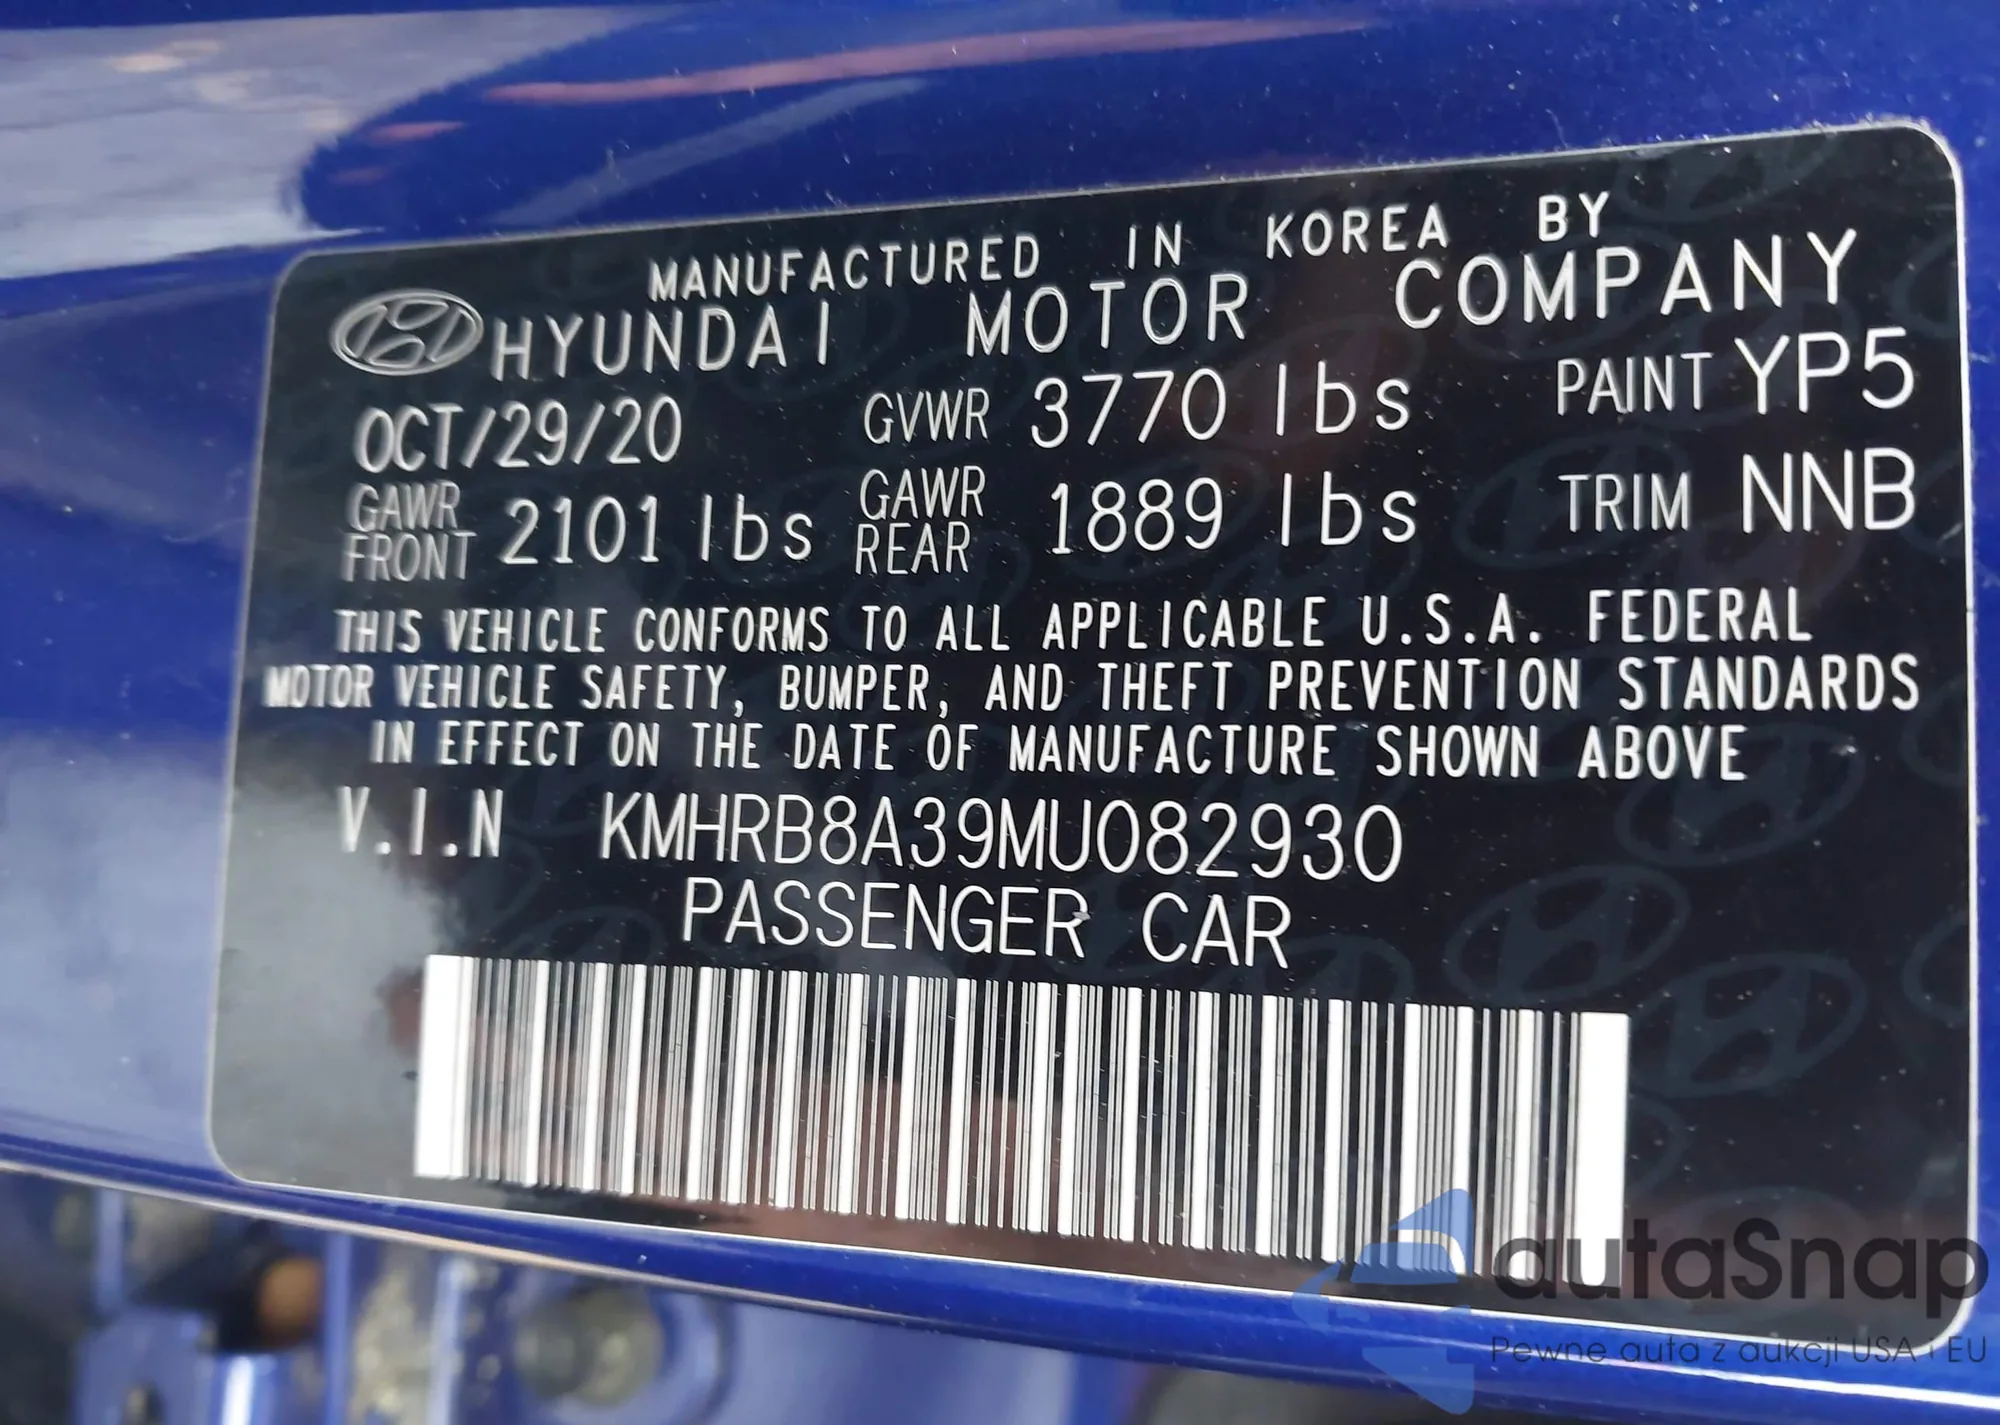 MANUFACTURED IN KOREA BY
HYUNDAI MOTOR COMPANY
OCT/29/20 GVWR 3770 lbs PAINT YP5
GAWR FRONT 2101 lbs GAWR REAR 1889 lbs TRIM NNB
THIS VEHICLE CONFORMS TO ALL APPLICABLE U.S.A. FEDERAL
MOTOR VEHICLE SAFETY, BUMPER, AND THEFT PREVENTION STANDARDS
IN EFFECT ON THE DATE OF MANUFACTURE SHOWN ABOVE
V.I.N KMHRB8A39MU082930
PASSENGER CAR
autaSnap
Pewne auta z aukcji USA i EU